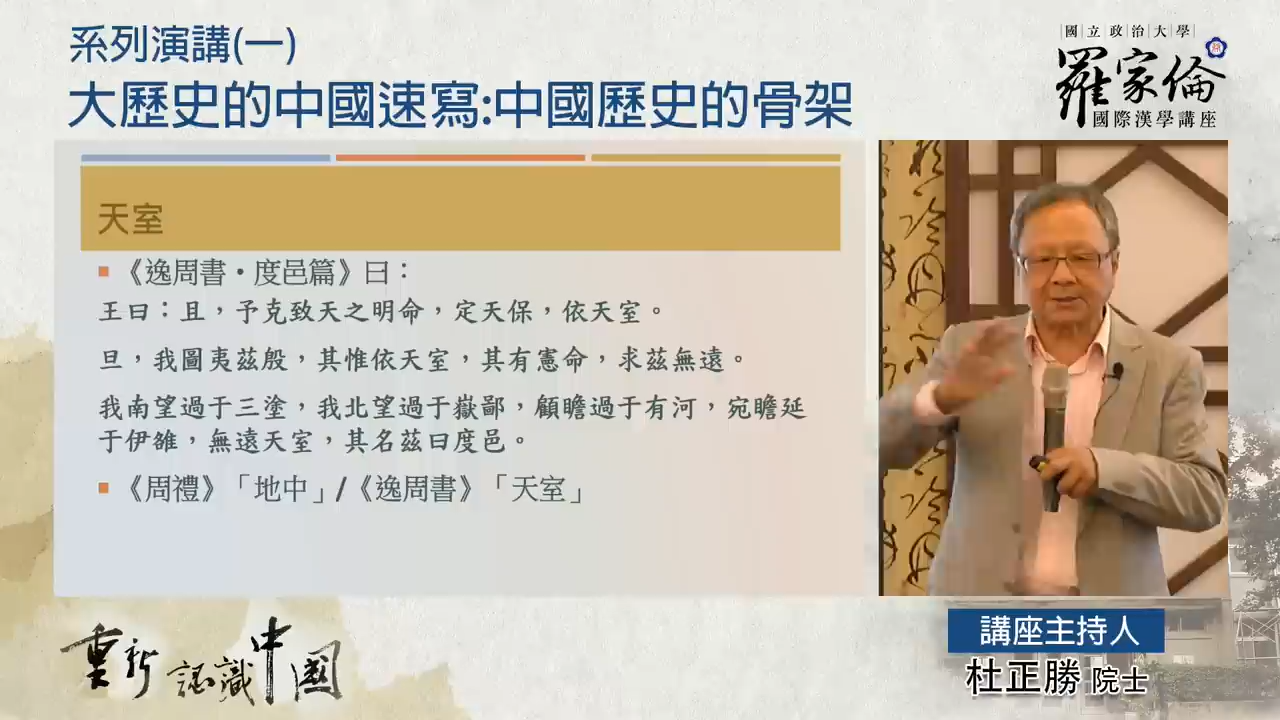 系列演講(一)
大歷史的中國速寫:中國歷史的骨架
國立政治大學
羅家倫
國際漢學講座
天室
《逸周書·度邑篇》曰：
王曰：旦，予克致天之明命，定天保，依天室。
旦，我圖夷茲殷，其惟依天室，其有憲命，求茲無遠。
我南望過于三塗，我北望過于嶽鄙，顧瞻過于有河，宛瞻延
于伊雒，無遠天室，其名茲曰度邑。
《周禮》「地中」/《逸周書》「天室」
重新認識中國
講座主持人
杜正勝 院士